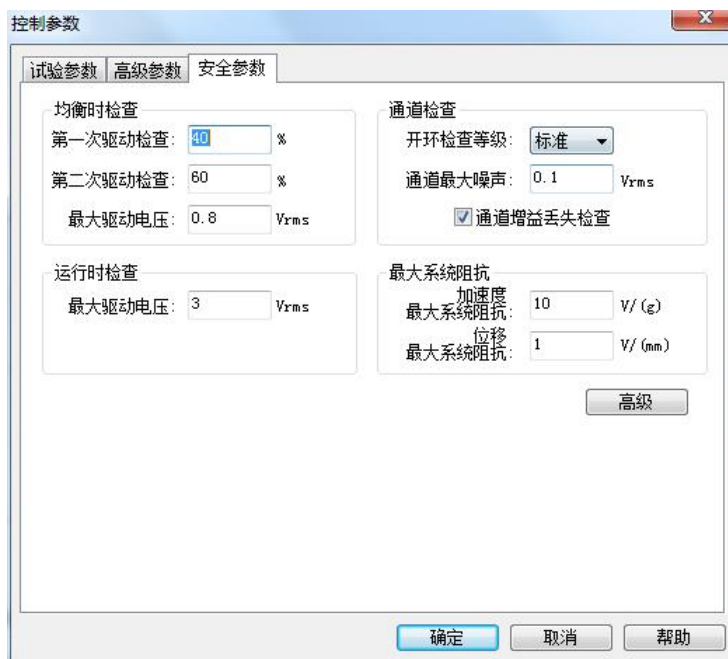 控制参数
试验参数 高级参数 安全参数
均衡时检查
第一次驱动检查: 40 %
第二次驱动检查: 60 %
最大驱动电压: 0.8 Vrms
通道检查
开环检查等级: 标准
通道最大噪声: 0.1 Vrms
通道增益丢失检查
运行时检查
最大驱动电压: 3 Vrms
最大系统阻抗
加速度
最大系统阻抗: 10 V/(g)
位移
最大系统阻抗: 1 V/(mm)
高级
确定 取消 帮助